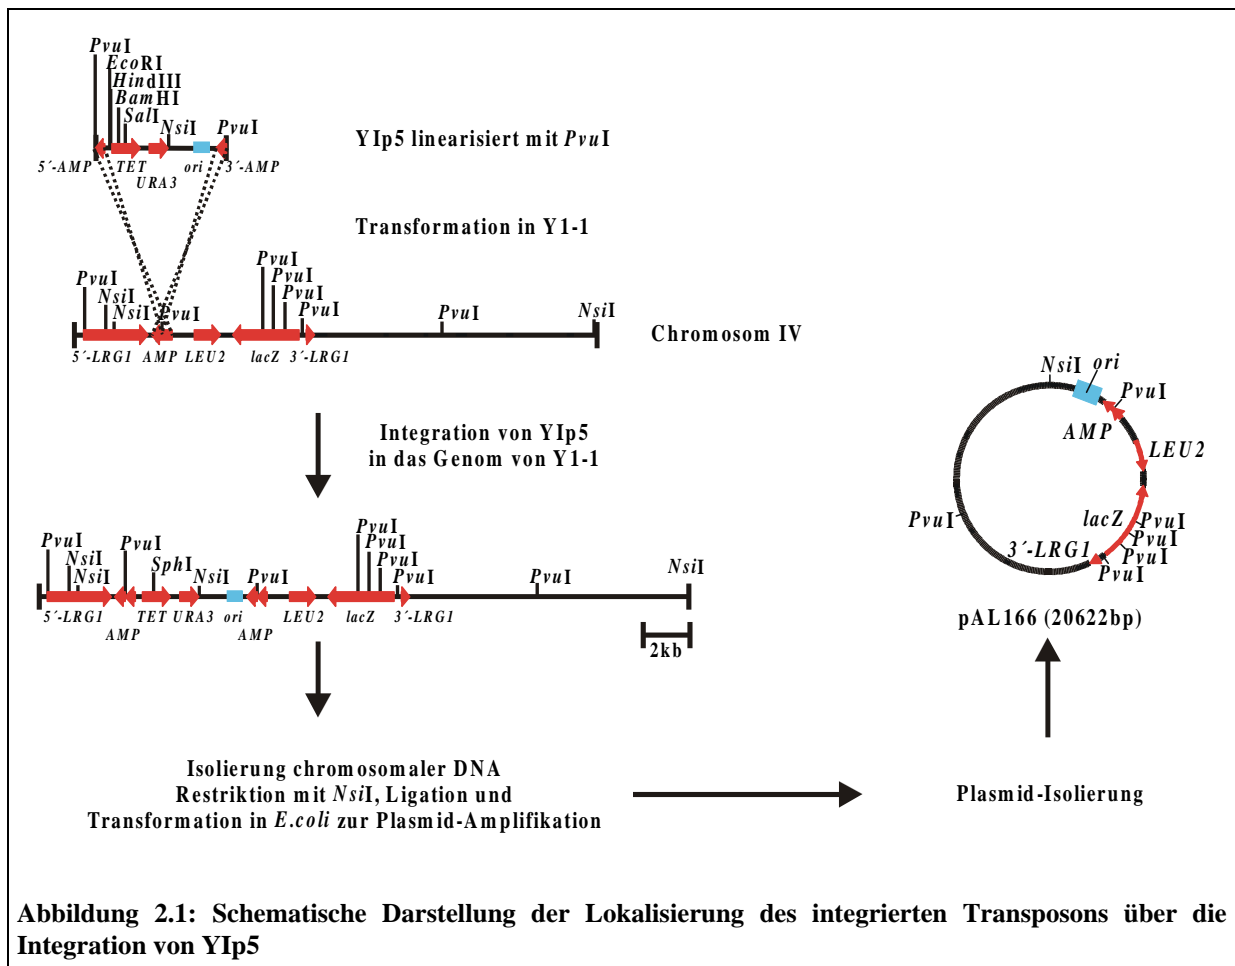 PvuI
EcoRI
HindIII
BamHI
SalI
NsiI
PvuI
5´-AMP
TET
URA3
ori
3´-AMP
YIp5 linearisiert mit PvuI
Transformation in Y1-1
PvuI
NsiI
NsiI
PvuI
PvuI
PvuI
PvuI
PvuI
PvuI
NsiI
5´-LRG1
AMP
LEU2
lacZ
3´-LRG1
Chromosom IV
Integration von YIp5
in das Genom von Y1-1
PvuI
NsiI
NsiI
PvuI
SphI
NsiI
PvuI
PvuI
PvuI
PvuI
PvuI
PvuI
NsiI
5´-LRG1
AMP
TET
URA3
ori
AMP
LEU2
lacZ
3´-LRG1
2kb
NsiI
ori
PvuI
AMP
LEU2
PvuI
lacZ
PvuI
PvuI
PvuI
3´-LRG1
PvuI
pAL166 (20622bp)
Isolierung chromosomaler DNA
Restriktion mit NsiI, Ligation und
Transformation in E.coli zur Plasmid-Amplifikation
Plasmid-Isolierung
Abbildung 2.1: Schematische Darstellung der Lokalisierung des integrierten Transposons über die
Integration von YIp5